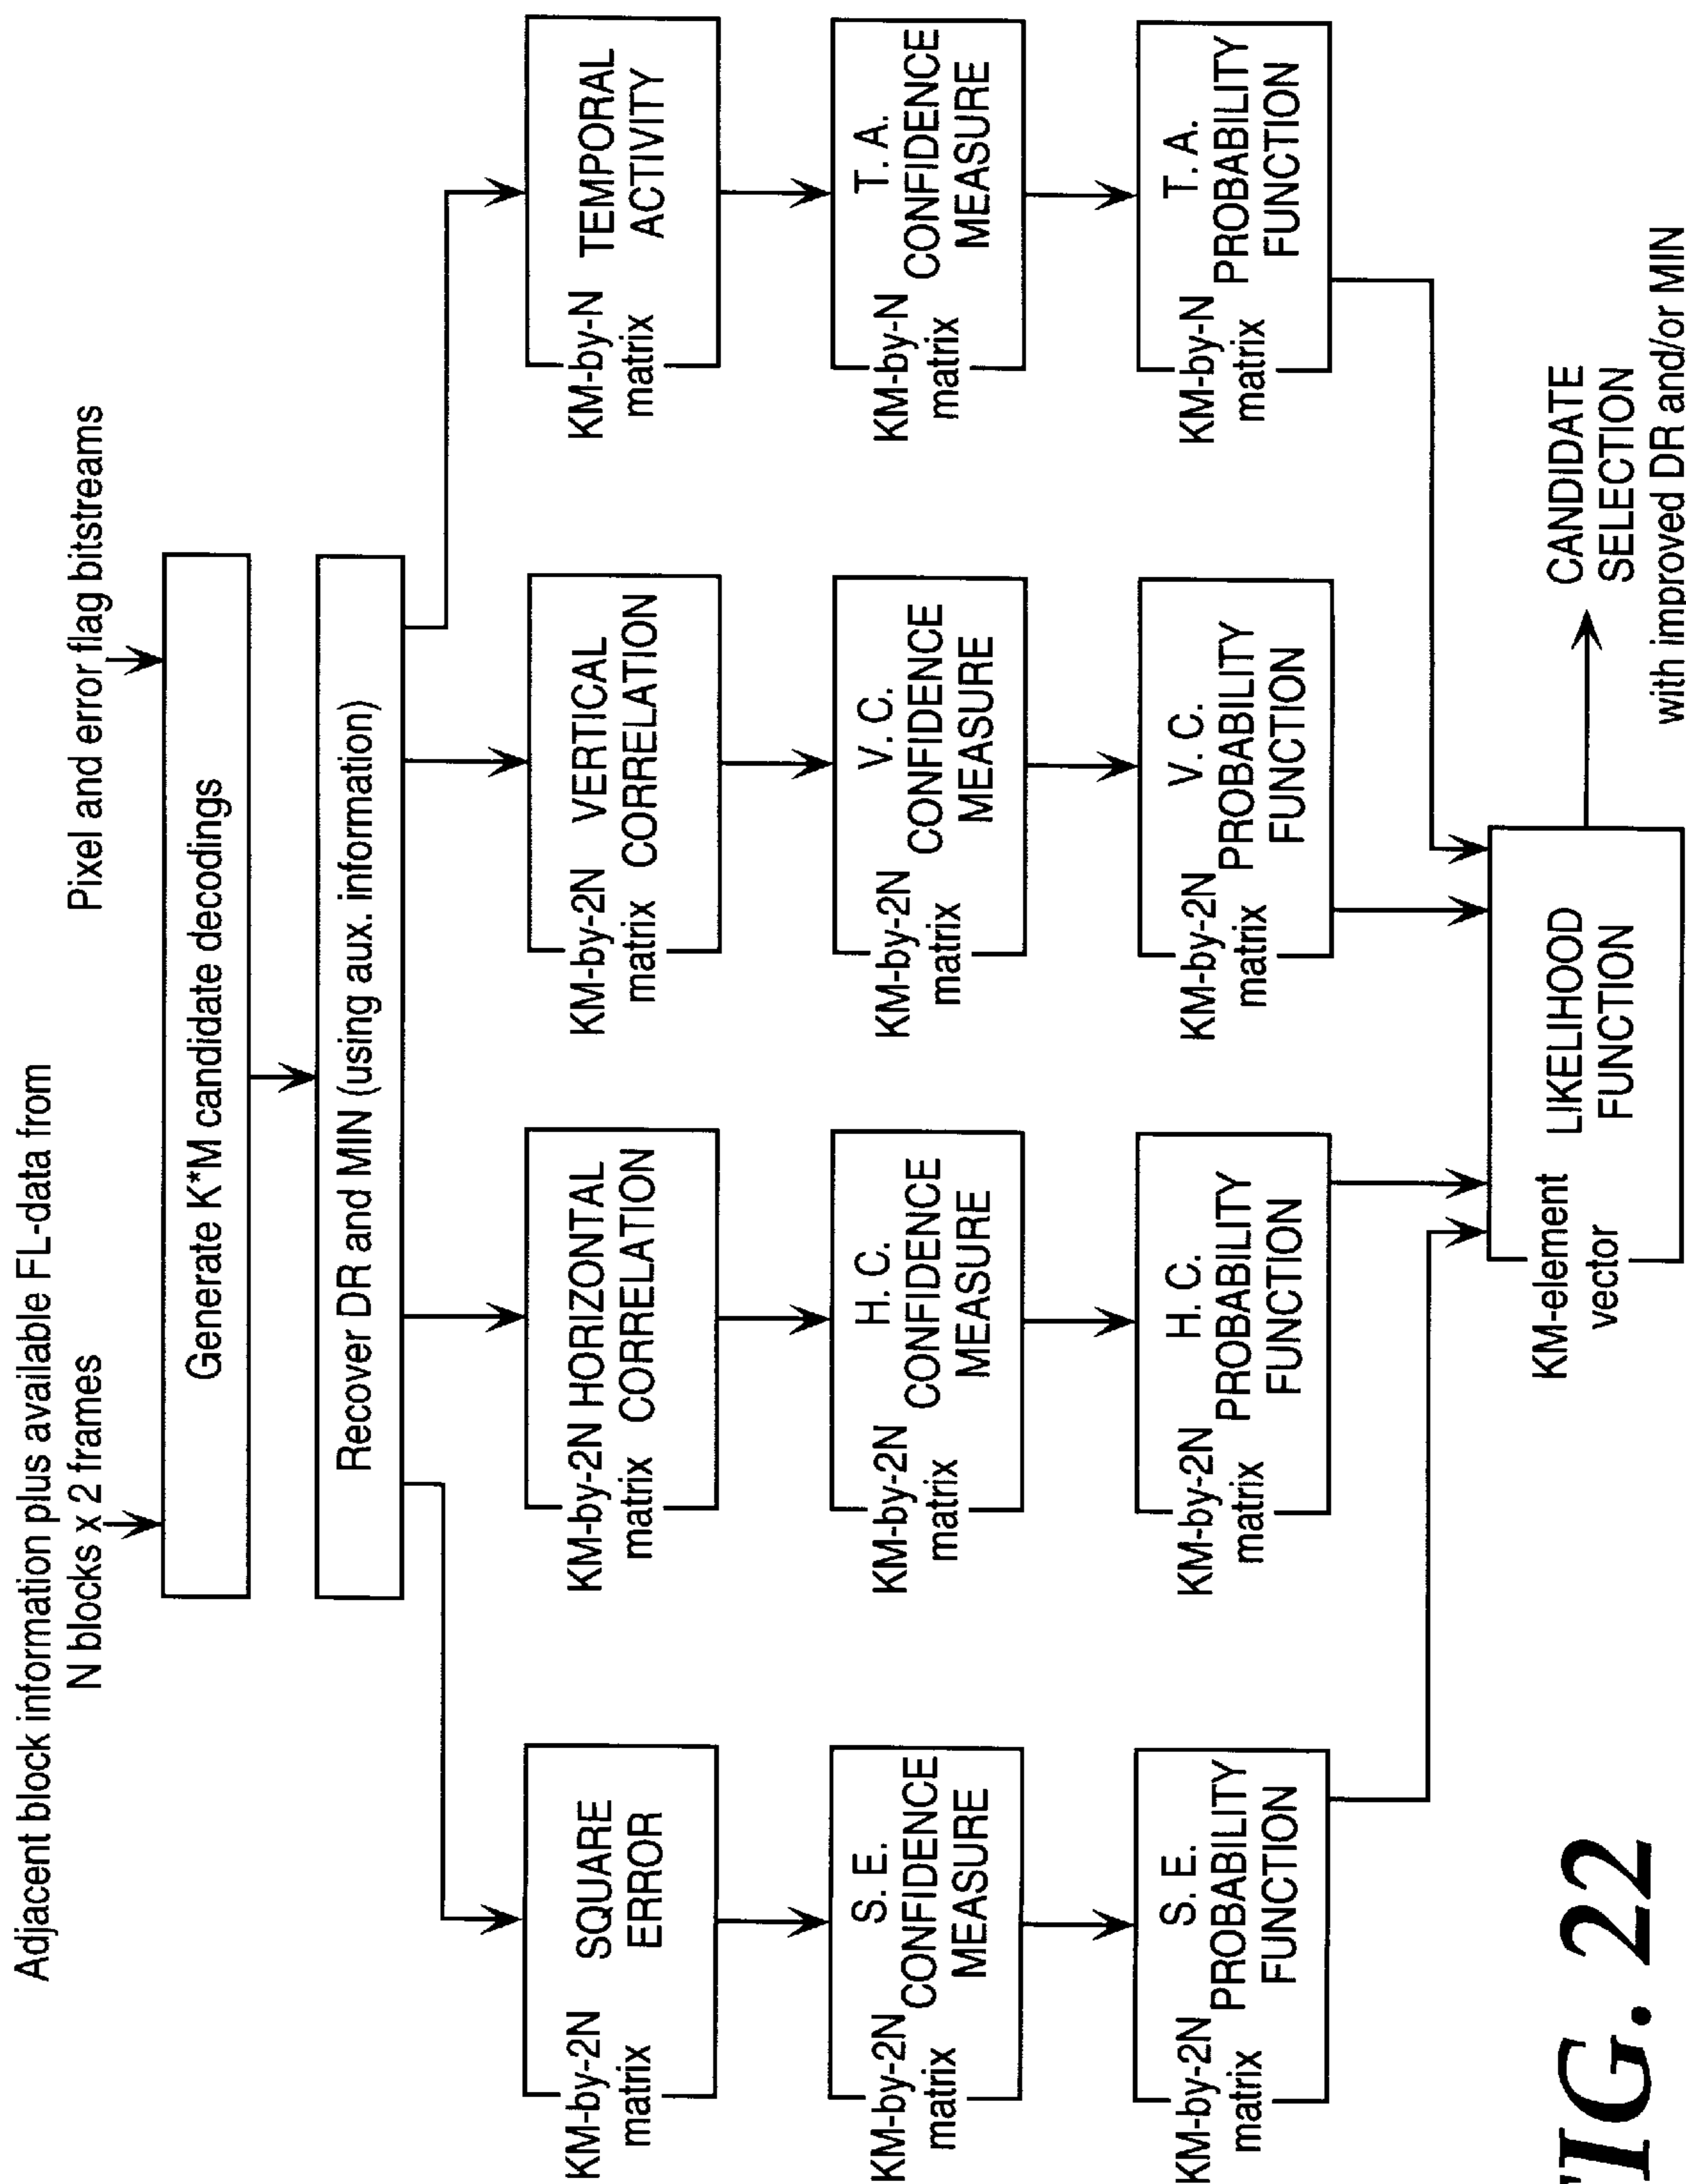 Adjacent block information plus available FL-data from
N blocks x 2 frames
Pixel and error flag bitstreams
Generate K*M candidate decodings
Recover DR and MIN (using aux. information)
KM-by-2N
matrix
SQUARE
ERROR
KM-by-2N
matrix
HORIZONTAL
CORRELATION
KM-by-2N
matrix
VERTICAL
CORRELATION
KM-by-N
matrix
TEMPORAL
ACTIVITY
KM-by-2N
matrix
S. E.
CONFIDENCE
MEASURE
KM-by-2N
matrix
H. C.
CONFIDENCE
MEASURE
KM-by-2N
matrix
V. C.
CONFIDENCE
MEASURE
KM-by-N
matrix
T. A.
CONFIDENCE
MEASURE
KM-by-2N
matrix
S. E.
PROBABILITY
FUNCTION
KM-by-2N
matrix
H. C.
PROBABILITY
FUNCTION
KM-by-2N
matrix
V. C.
PROBABILITY
FUNCTION
KM-by-N
matrix
T. A.
PROBABILITY
FUNCTION
KM-element
vector
LIKELIHOOD
FUNCTION
CANDIDATE
SELECTION
with improved DR and/or MIN
FIG. 22